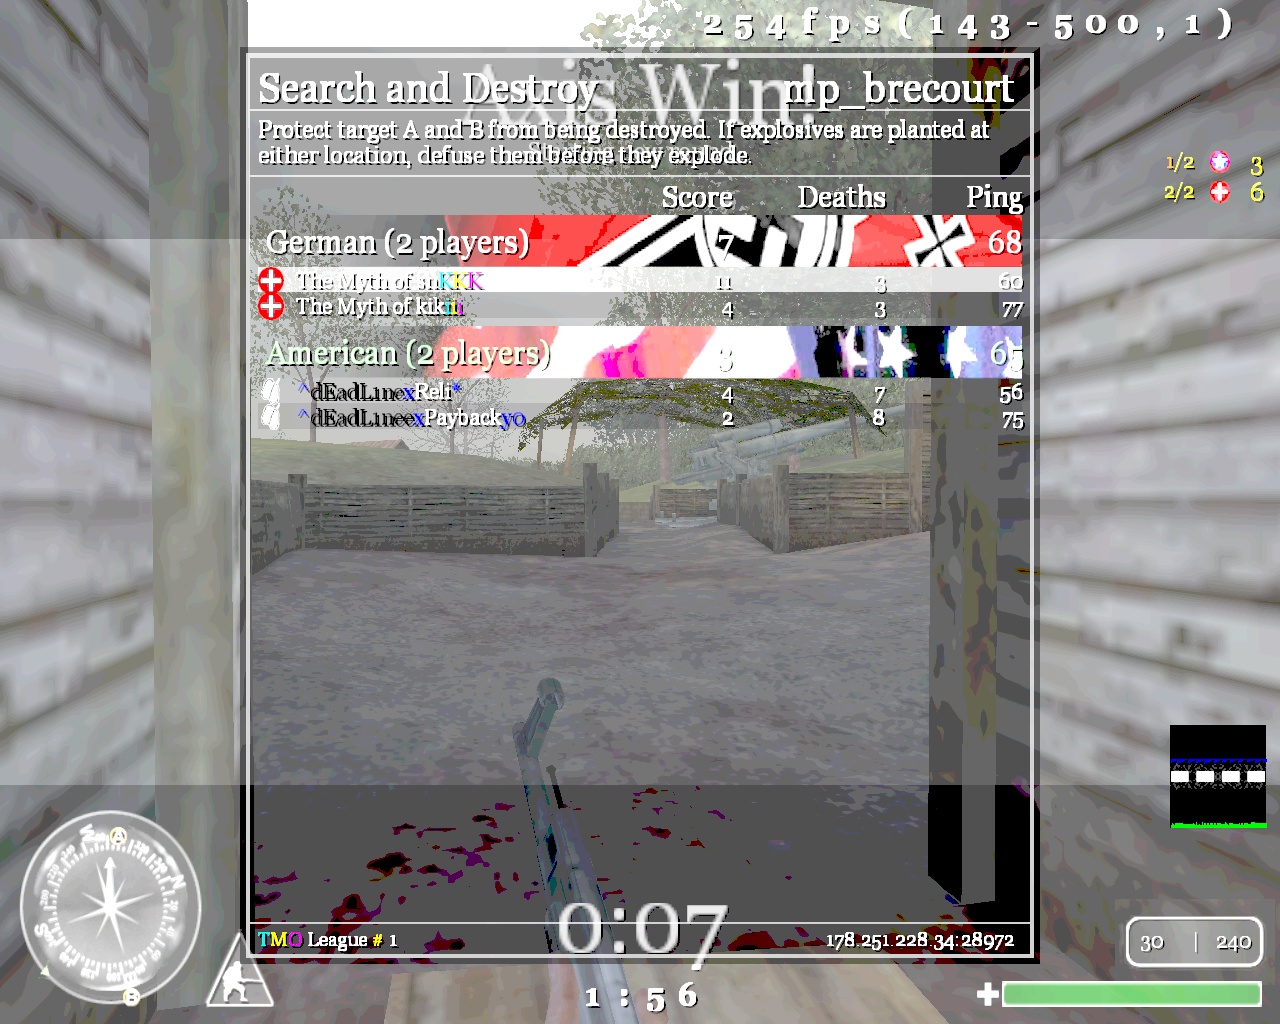 254fps(143-500,1)
Axis Win!
Search and Destroy mp_brecourt
Protect target A and B from being destroyed. If explosives are planted at
either location, defuse them before they explode.
1/2 3
2/2 6
Score Deaths Ping
German (2 players) 7 68
The Myth of snKKK 11 3 60
The Myth of kikiii 4 3 77
American (2 players) 3 65
^dEadL1nexReli* 4 7 56
^dEadL1neexPaybackyo 2 8 75
A
N
S
B
0:07
TMO League # 1 178.251.228.34:28972
30 | 240
1:56